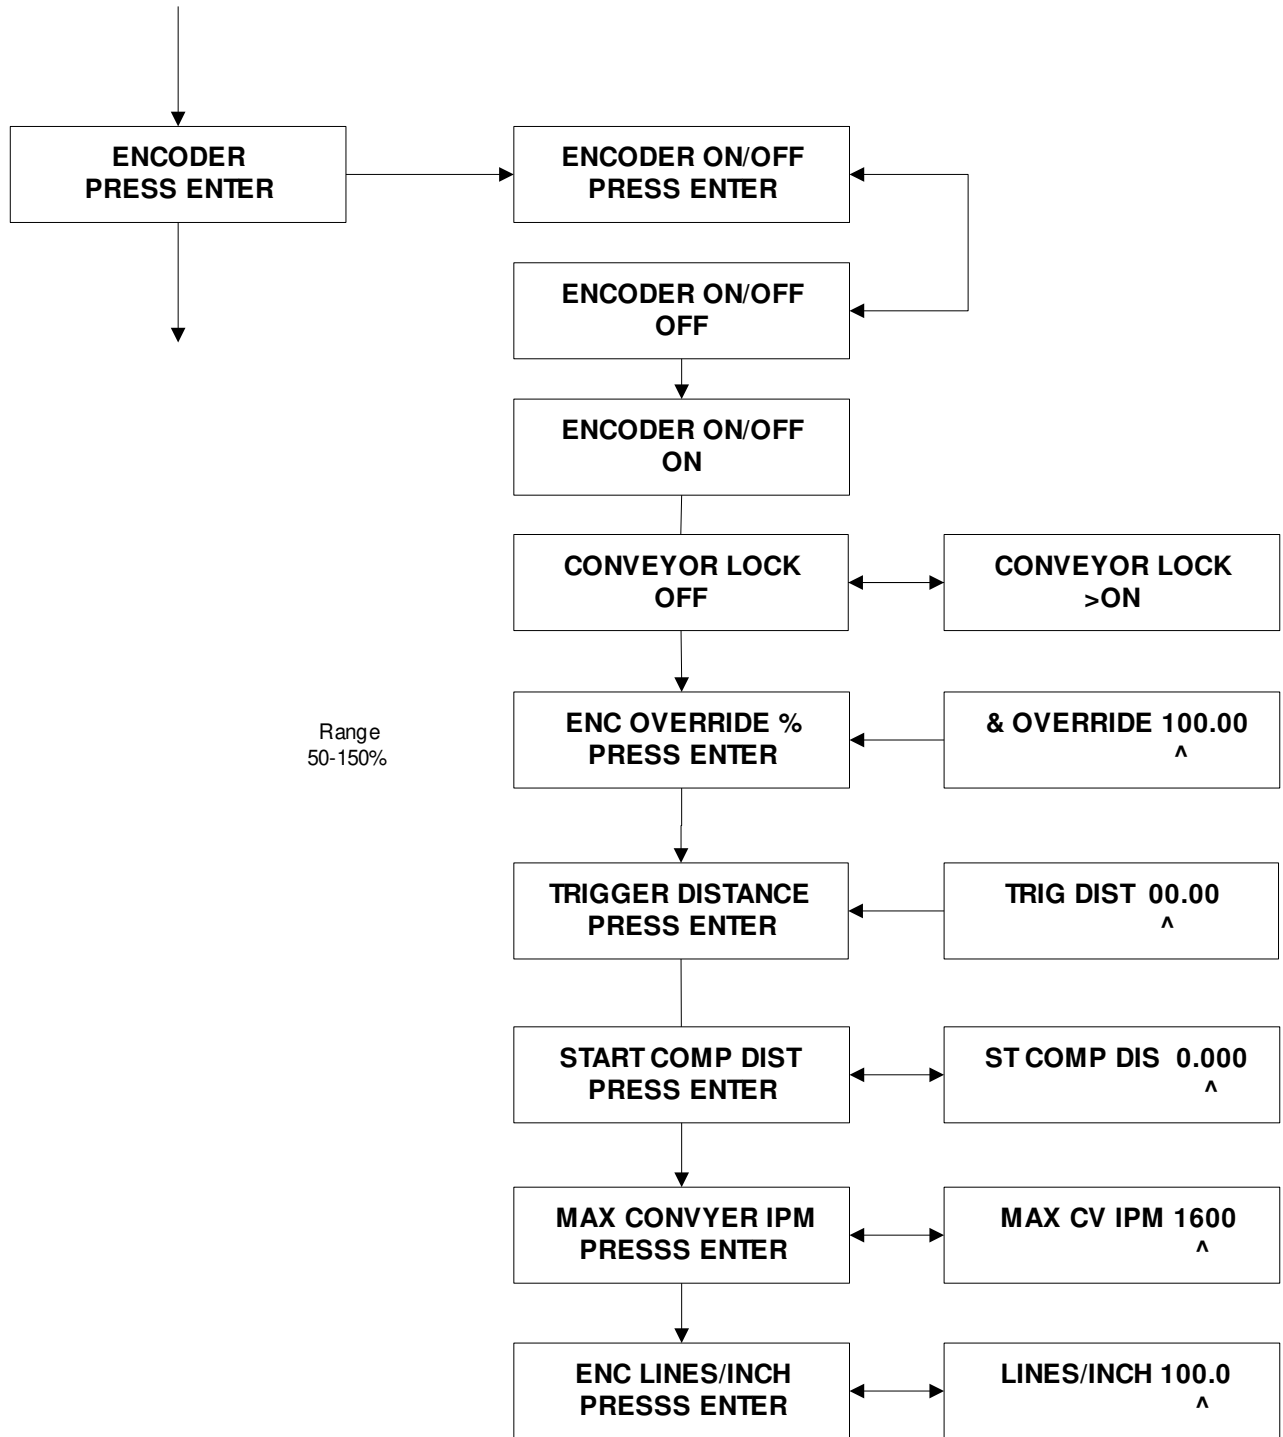 ENCODER
PRESS ENTER
ENCODER ON/OFF
PRESS ENTER
ENCODER ON/OFF
OFF
ENCODER ON/OFF
ON
CONVEYOR LOCK
OFF
CONVEYOR LOCK
>ON
Range
50-150%
ENC OVERRIDE %
PRESS ENTER
& OVERRIDE 100.00
^
TRIGGER DISTANCE
PRESS ENTER
TRIG DIST 00.00
^
START COMP DIST
PRESS ENTER
ST COMP DIS 0.000
^
MAX CONVYER IPM
PRESSS ENTER
MAX CV IPM 1600
^
ENC LINES/INCH
PRESSS ENTER
LINES/INCH 100.0
^